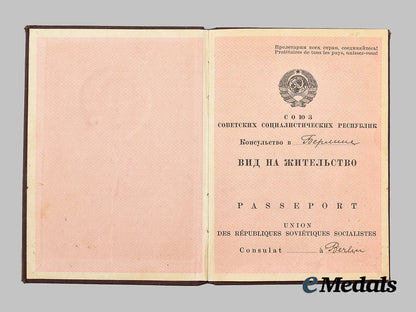 Пролетарии всех стран, соединяйтесь!
Prolétaires de tous les pays, unissez-vous!
СОЮЗ
СОВЕТСКИХ СОЦИАЛИСТИЧЕСКИХ РЕСПУБЛИК
Консульство в Берлине
ВИД НА ЖИТЕЛЬСТВО
PASSEPORT
UNION
DES RÉPUBLIQUES SOVIÉTIQUES SOCIALISTES
Consulat à Berlin
eMedals